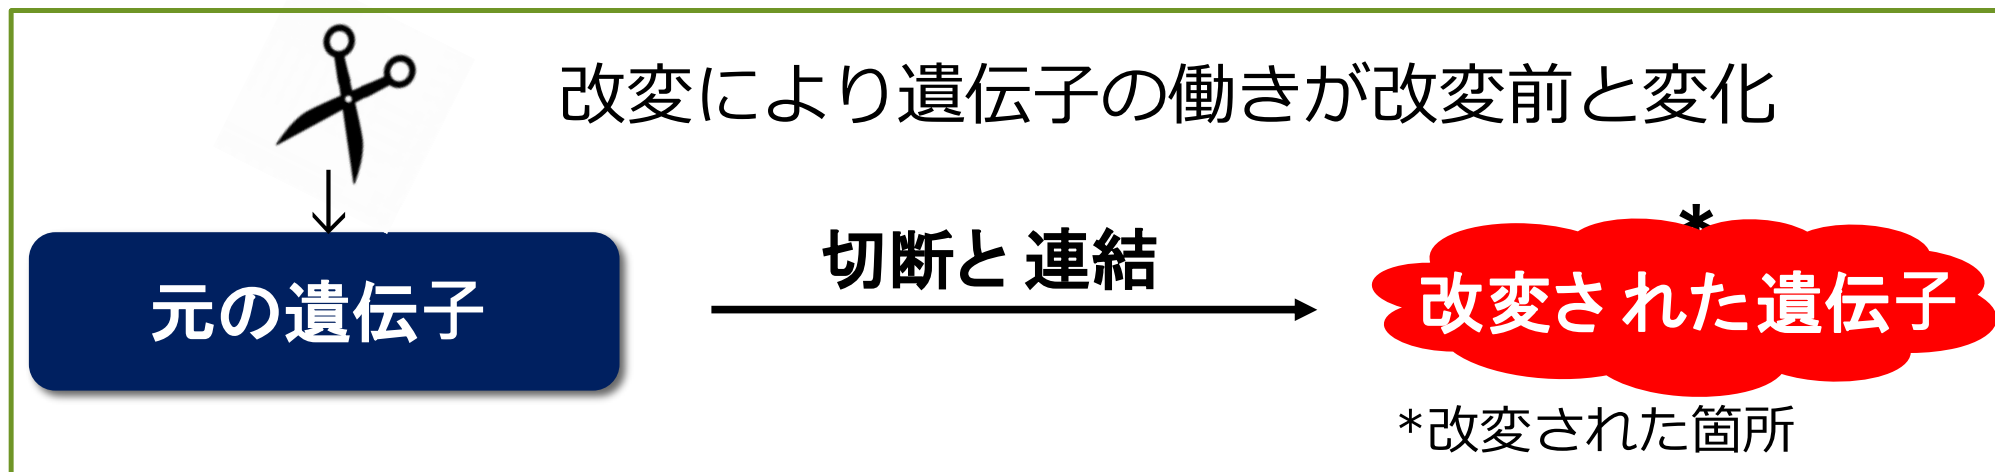 改変により遺伝子の働きが改変前と変化
切断と連結
*
元の遺伝子
改変された遺伝子
*改変された箇所